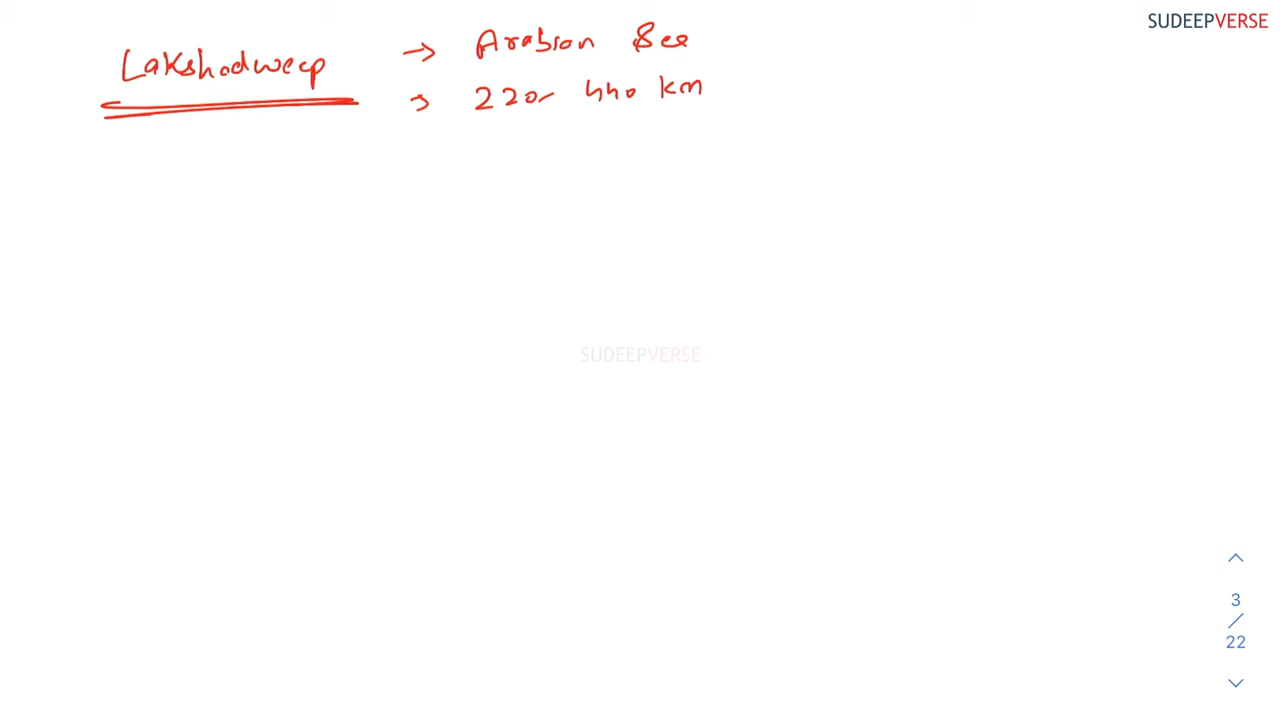 SUDEEPVERSE
Lakshadweep → Arabian Sea
→ 220- 440 km
SUDEEPVERSE
3
/
22